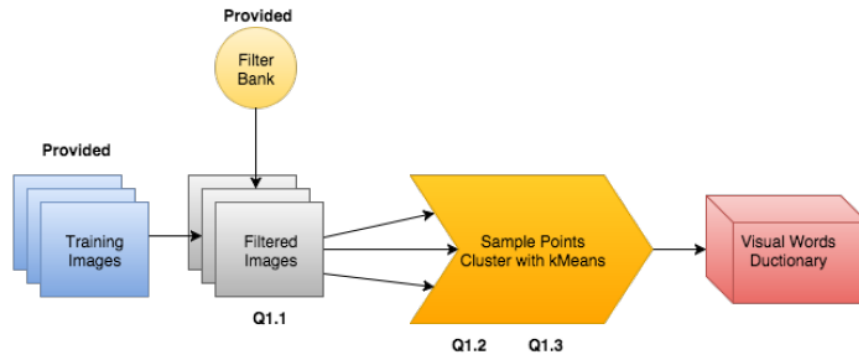 Provided
Filter
Bank
Provided
Training
Images
Filtered
Images
Sample Points
Cluster with kMeans
Visual Words
Ductionary
Q1.1
Q1.2
Q1.3